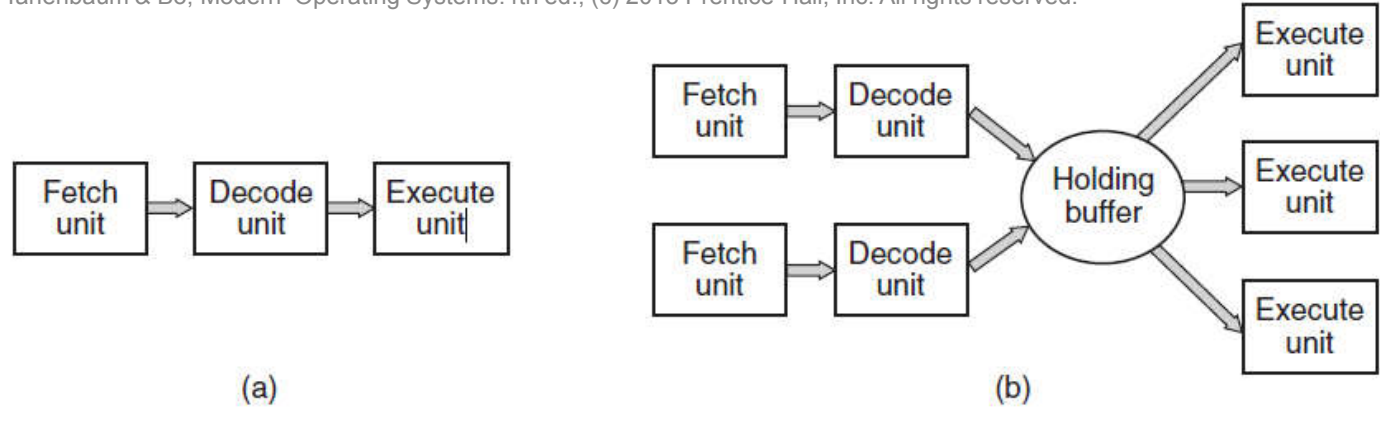 Tanenbaum & Bo, Modern Operating Systems:4th ed., (c) 2013 Prentice-Hall, Inc. All rights reserved.
Fetch
unit
Decode
unit
Execute
unit
(a)
Fetch
unit
Decode
unit
Fetch
unit
Decode
unit
Holding
buffer
Execute
unit
Execute
unit
Execute
unit
(b)